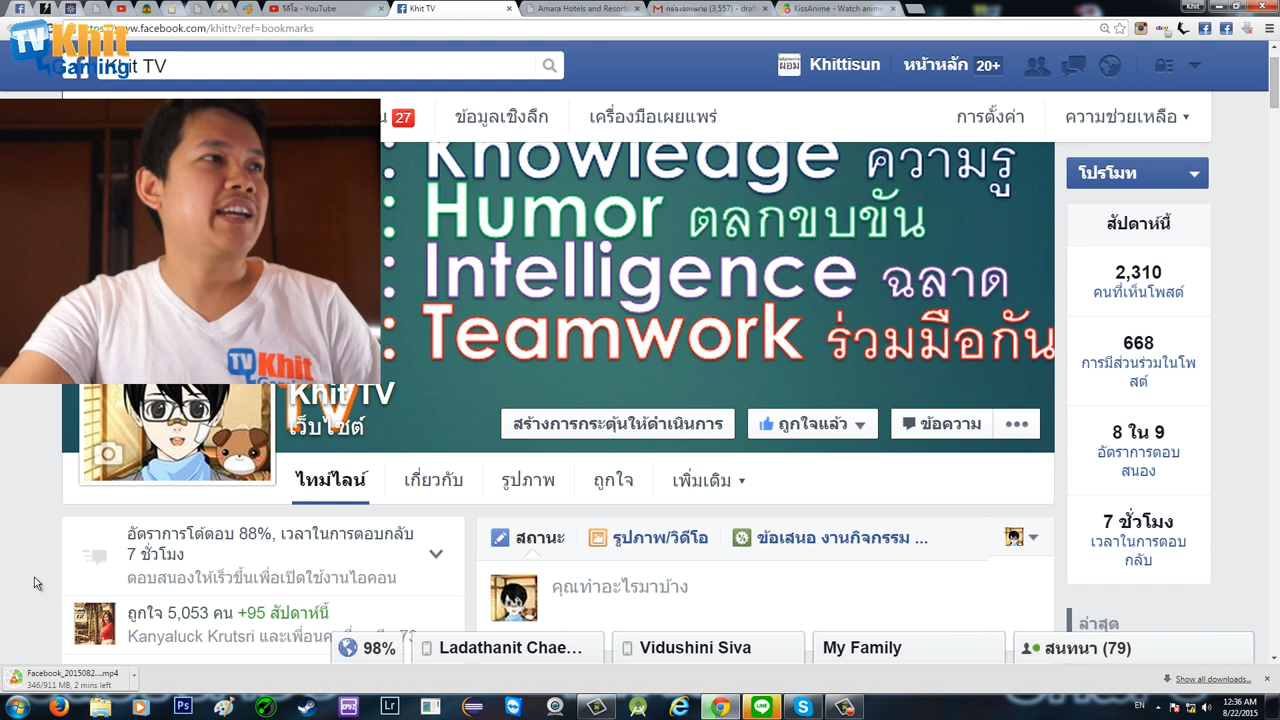 วิดีโอ - YouTube
Khit TV
Amara Hotels and Resorts
KissAnime - Watch anime
Khit
www.facebook.com/khittv?ref=bookmarks
TV Khit
Gaming
Khit TV
Khittisun
หน้าหลัก 20+
27
ข้อมูลเชิงลึก
เครื่องมือเผยแพร่
การตั้งค่า
ความช่วยเหลือ
: Knowledge ความรู้
: Humor ตลกขบขัน
: Intelligence ฉลาด
: Teamwork ร่วมมือกัน
TV Khit
Khit TV
เว็บไซต์
สร้างการกระตุ้นให้ดำเนินการ
ถูกใจแล้ว
ข้อความ
โปรโมท
สัปดาห์นี้
2,310
คนที่เห็นโพสต์
668
การมีส่วนร่วมในโพ
สต์
8 ใน 9
อัตราการตอบ
สนอง
7 ชั่วโมง
เวลาในการตอบ
กลับ
ล่าสุด
ไทม์ไลน์
เกี่ยวกับ
รูปภาพ
ถูกใจ
เพิ่มเติม
อัตราการโต้ตอบ 88%, เวลาในการตอบกลับ
7 ชั่วโมง
ตอบสนองให้เร็วขึ้นเพื่อเปิดใช้งานไอคอน
ถูกใจ 5,053 คน +95 สัปดาห์นี้
Kanyaluck Krutsri และเพื่อนค
สถานะ
รูปภาพ/วิดีโอ
ข้อเสนอ งานกิจกรรม ...
คุณทำอะไรมาบ้าง
98%
Ladathanit Chae...
Vidushini Siva
My Family
สนทนา (79)
Facebook_2015082....mp4
346/911 MB, 2 mins left
Show all downloads...
EN
12:36 AM
8/22/2015